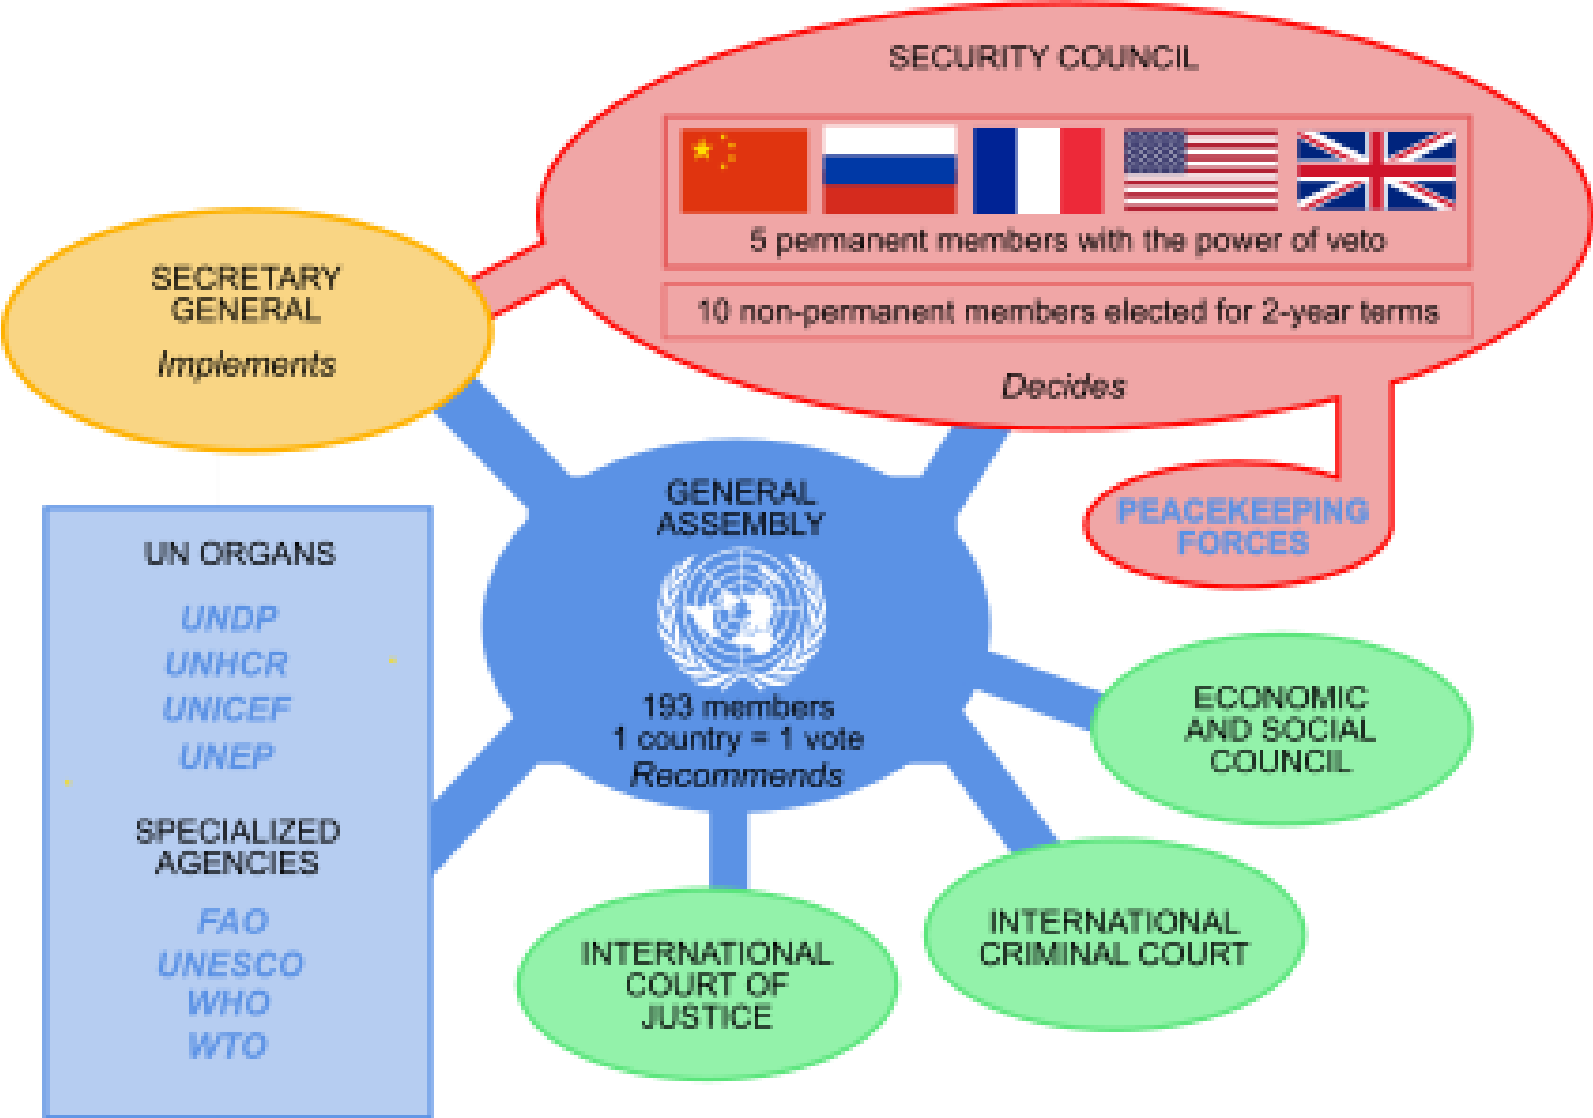 SECURITY COUNCIL
5 permanent members with the power of veto
10 non-permanent members elected for 2-year terms
Decides
SECRETARY
GENERAL
Implements
GENERAL
ASSEMBLY
193 members
1 country = 1 vote
Recommends
PEACEKEEPING
FORCES
UN ORGANS
UNDP
UNHCR
UNICEF
UNEP
SPECIALIZED
AGENCIES
FAO
UNESCO
WHO
WTO
ECONOMIC
AND SOCIAL
COUNCIL
INTERNATIONAL
CRIMINAL COURT
INTERNATIONAL
COURT OF
JUSTICE